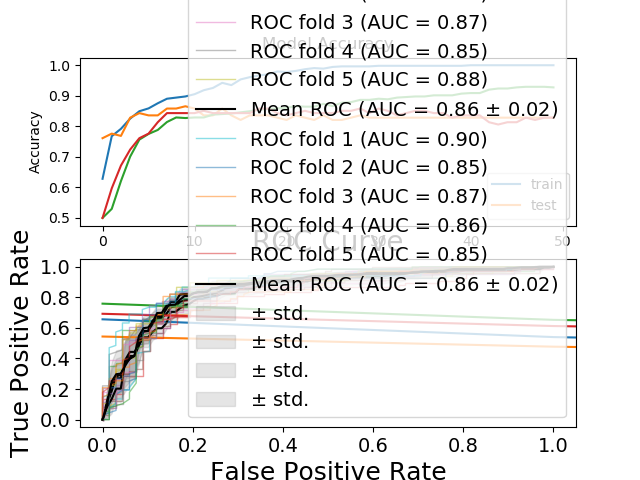 ROC fold 3 (AUC = 0.87)
Model Accuracy
ROC fold 4 (AUC = 0.85)
1.0
ROC fold 5 (AUC = 0.88)
0.9
Mean ROC (AUC = 0.86 ± 0.02)
0.8
ROC fold 1 (AUC = 0.90)
Accuracy
0.7
ROC fold 2 (AUC = 0.85)
train
0.6
ROC fold 3 (AUC = 0.87)
test
0.5
ROC fold 4 (AUC = 0.86)
0 10 20 30 40 50
ROC Curve
ROC fold 5 (AUC = 0.85)
1.0
Mean ROC (AUC = 0.86 ± 0.02)
0.8
± std.
0.6
± std.
0.4
± std.
0.2
± std.
0.0
True Positive Rate
0.0 0.2 0.4 0.6 0.8 1.0
False Positive Rate